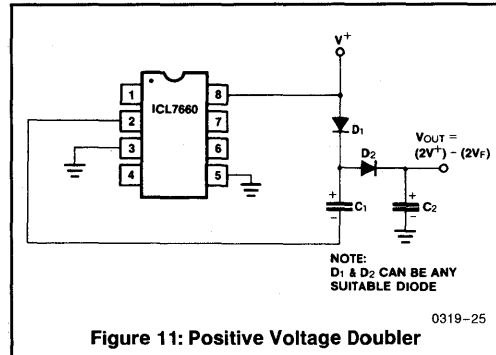 V+
1
2
3
4
ICL7660
8
7
6
5
D1
D2
VOUT =
(2V+) - (2VF)
+
C1
-
+
C2
-
NOTE:
D1 & D2 CAN BE ANY
SUITABLE DIODE
0319-25
Figure 11: Positive Voltage Doubler